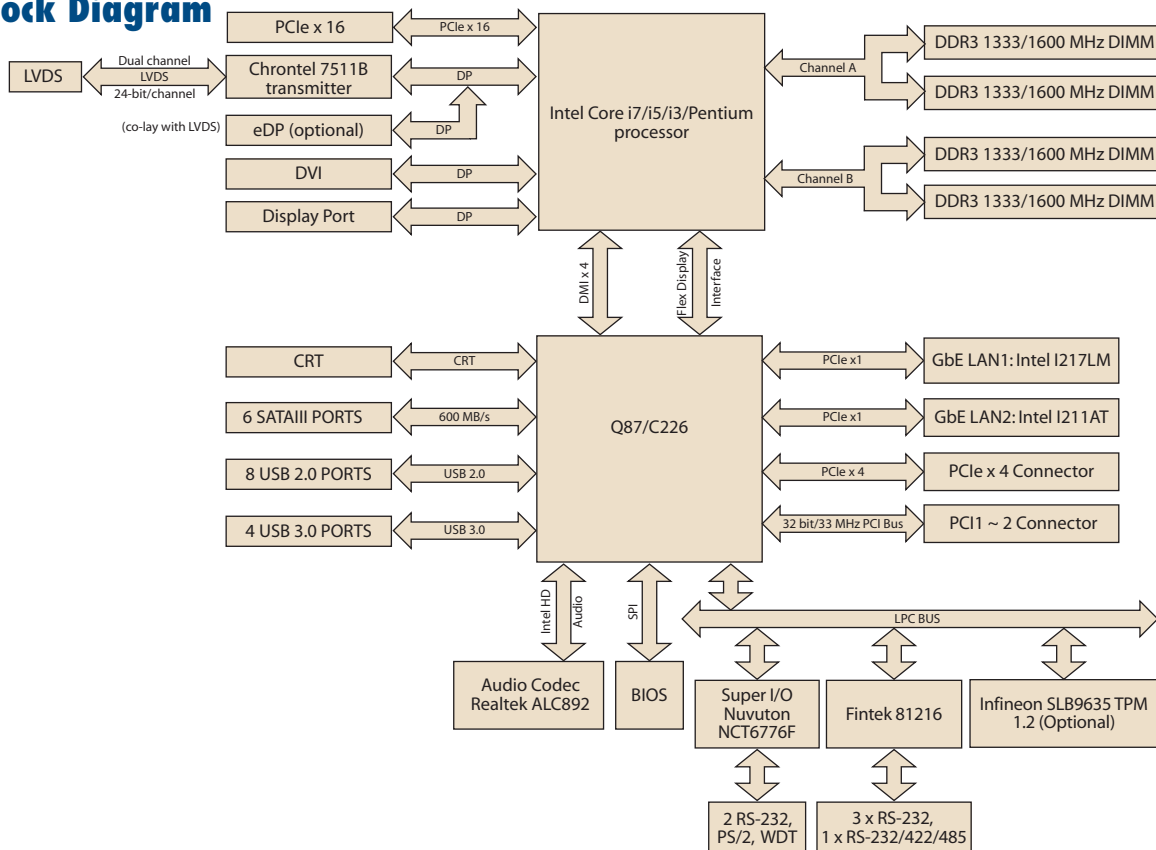 ock Diagram
PCIe x 16
PCIe x 16
LVDS
Dual channel
LVDS
24-bit/channel
Chrontel 7511B
transmitter
DP
(co-lay with LVDS)
eDP (optional)
DP
DVI
DP
Display Port
DP
Intel Core i7/i5/i3/Pentium
processor
Channel A
DDR3 1333/1600 MHz DIMM
DDR3 1333/1600 MHz DIMM
Channel B
DDR3 1333/1600 MHz DIMM
DDR3 1333/1600 MHz DIMM
DMI x 4
Flex Display
Interface
CRT
CRT
6 SATAIII PORTS
600 MB/s
8 USB 2.0 PORTS
USB 2.0
4 USB 3.0 PORTS
USB 3.0
Q87/C226
PCIe x1
GbE LAN1: Intel I217LM
PCIe x1
GbE LAN2: Intel I211AT
PCIe x 4
PCIe x 4 Connector
32 bit/33 MHz PCI Bus
PCI1 ~ 2 Connector
Intel HD
Audio
SPI
LPC BUS
Audio Codec
Realtek ALC892
BIOS
Super I/O
Nuvuton
NCT6776F
Fintek 81216
Infineon SLB9635 TPM
1.2 (Optional)
2 RS-232,
PS/2, WDT
3 x RS-232,
1 x RS-232/422/485